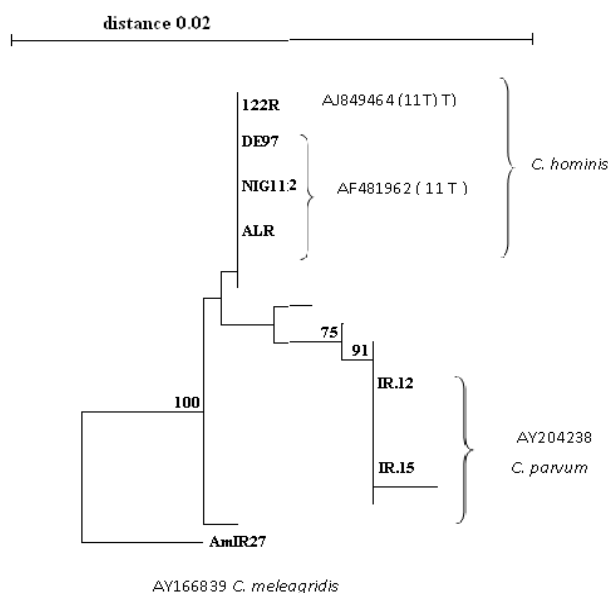 distance 0.02
122R AJ849464 (11T) T)
DE97
C. hominis
NIG11:2 AF481962 ( 11 T )
ALR
75
91
IR.12
100
AY204238
IR.15 C. parvum
AmIR27
AY166839 C. meleagridis